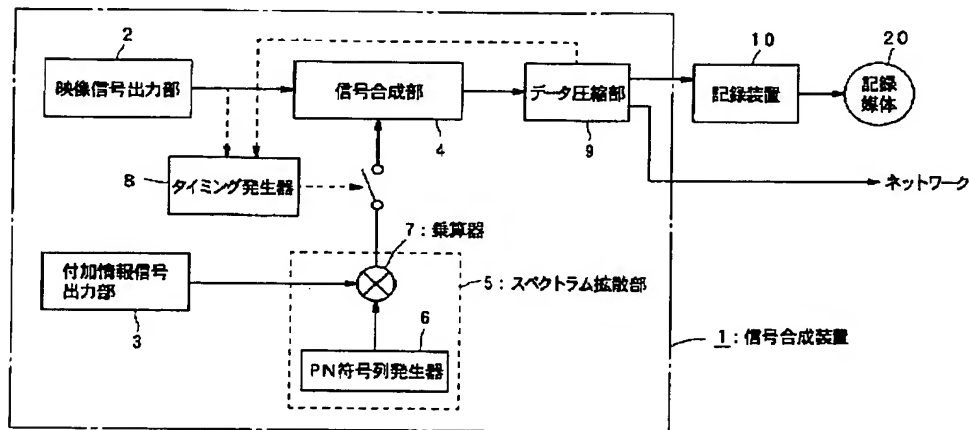 2
映像信号出力部
信号合成部
4
データ圧縮部
9
10
記録装置
20
記録
媒体
8
タイミング発生器
ネットワーク
7：乗算器
付加情報信号
出力部
3
5：スペクトラム拡散部
6
PN符号列発生器
1：信号合成装置